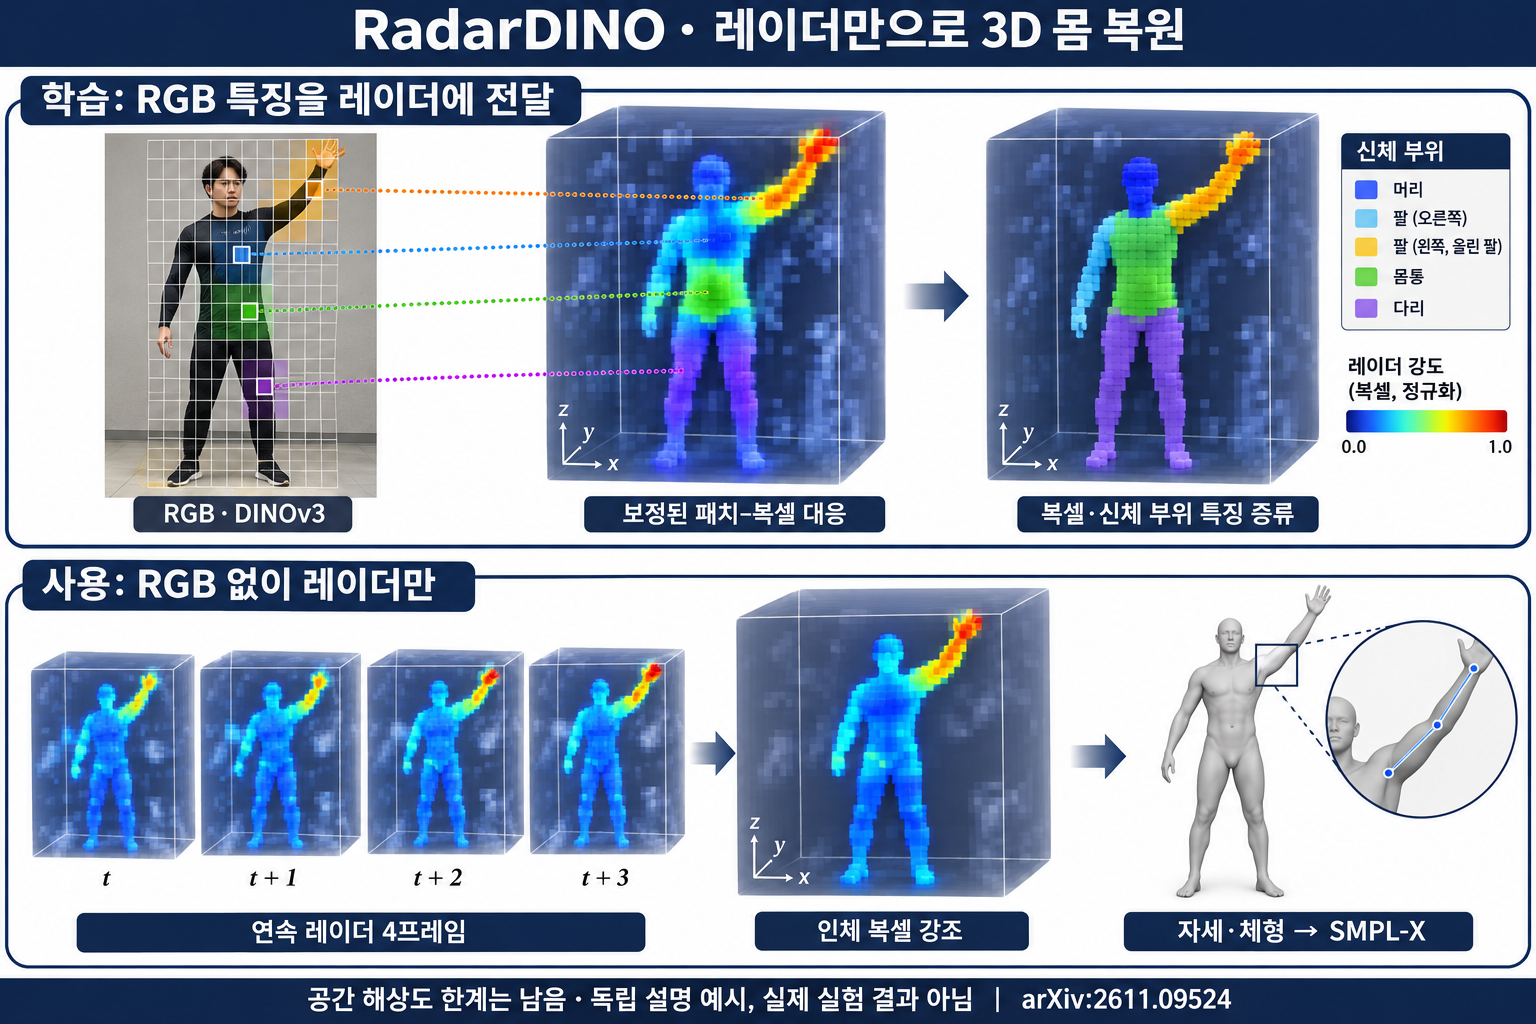 RadarDINO · 레이더만으로 3D 몸 복원
학습: RGB 특징을 레이더에 전달
신체 부위
머리
팔 (오른쪽)
팔 (왼쪽, 올린 팔)
몸통
다리
레이더 강도
(복셀, 정규화)
0.0 1.0
z
y
x
z
y
x
RGB · DINOv3
보정된 패치–복셀 대응
복셀·신체 부위 특징 증류
사용: RGB 없이 레이더만
t
t + 1
t + 2
t + 3
z
y
x
연속 레이더 4프레임
인체 복셀 강조
자세·체형 → SMPL-X
공간 해상도 한계는 남음 · 독립 설명 예시, 실제 실험 결과 아님 | arXiv:2611.09524